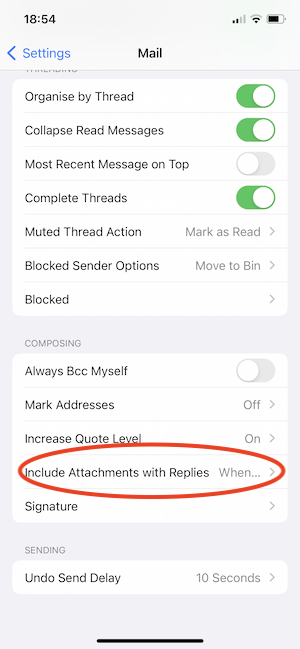 18:54
Settings
Mail
THREADING
Organise by Thread
Collapse Read Messages
Most Recent Message on Top
Complete Threads
Muted Thread Action Mark as Read
Blocked Sender Options Move to Bin
Blocked
COMPOSING
Always Bcc Myself
Mark Addresses Off
Increase Quote Level On
Include Attachments with Replies When...
Signature
SENDING
Undo Send Delay 10 Seconds